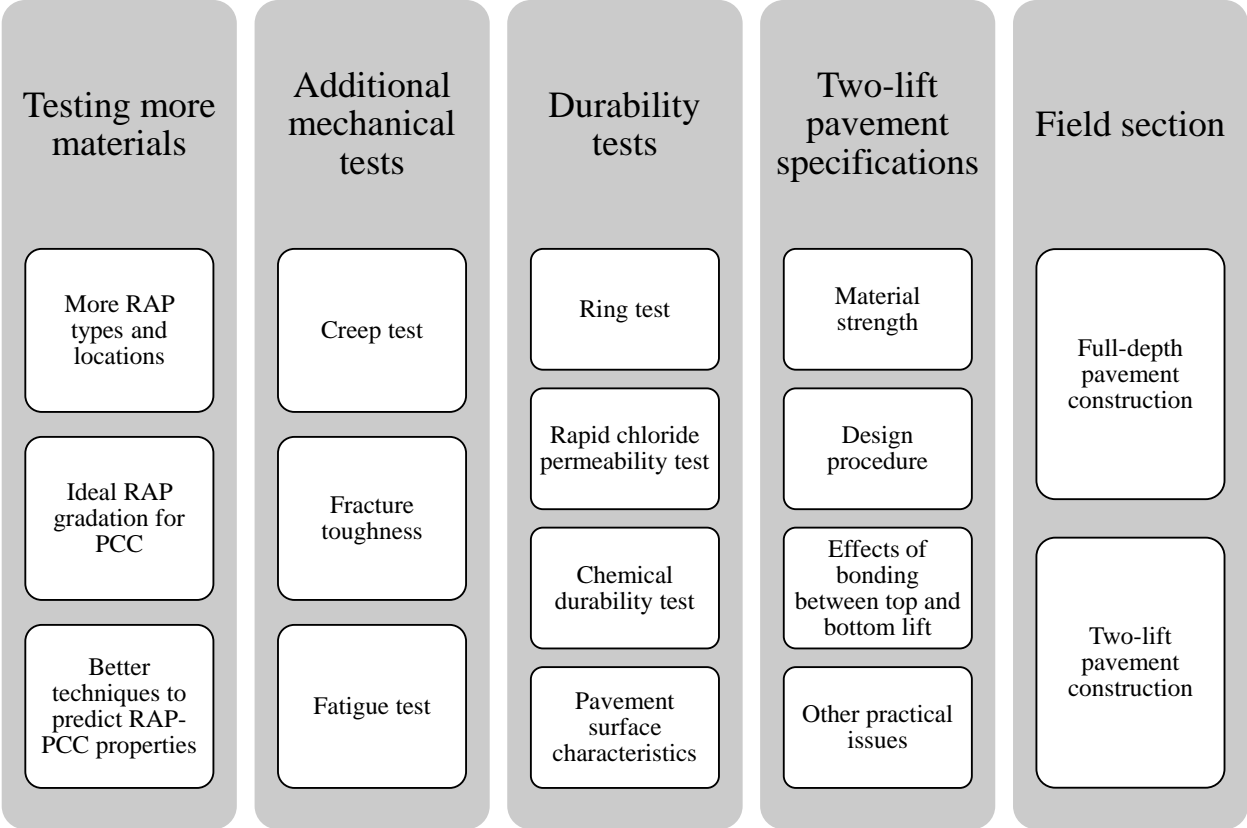 Testing more
materials
More RAP
types and
locations
Ideal RAP
gradation for
PCC
Better
techniques to
predict RAP-
PCC properties
Additional
mechanical
tests
Creep test
Fracture
toughness
Fatigue test
Durability
tests
Ring test
Rapid chloride
permeability test
Chemical
durability test
Pavement
surface
characteristics
Two-lift
pavement
specifications
Material
strength
Design
procedure
Effects of
bonding
between top and
bottom lift
Other practical
issues
Field section
Full-depth
pavement
construction
Two-lift
pavement
construction